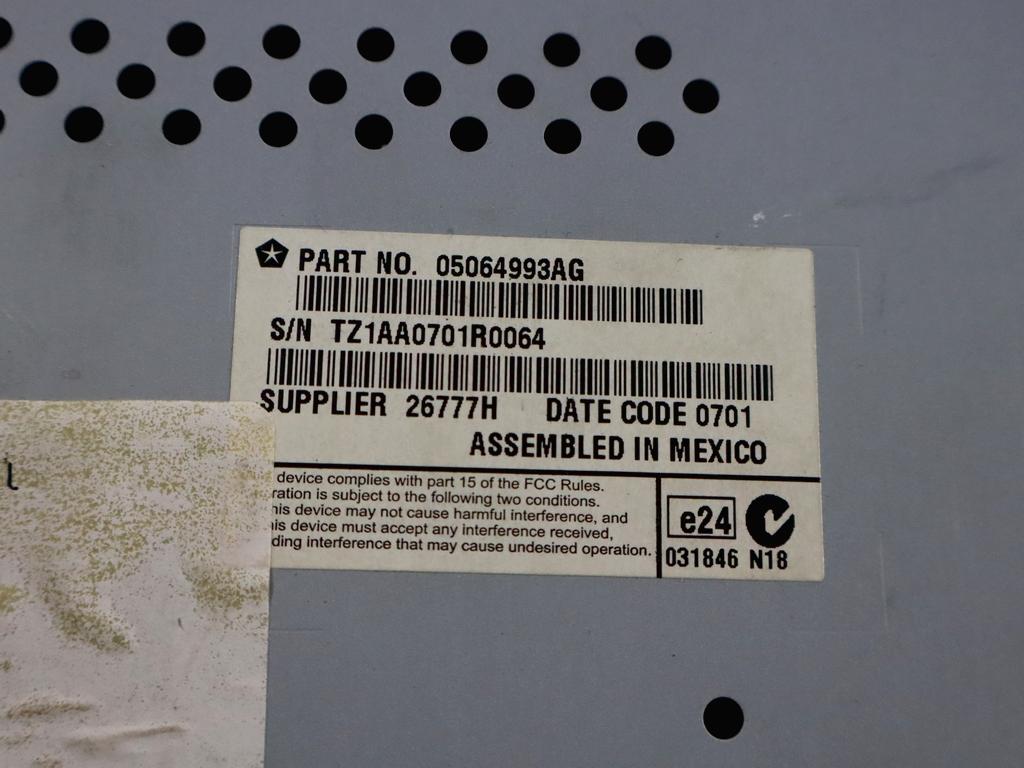 PART NO. 05064993AG
S/N TZ1AA0701R0064
SUPPLIER 26777H DATE CODE 0701
ASSEMBLED IN MEXICO
device complies with part 15 of the FCC Rules.
ration is subject to the following two conditions.
his device may not cause harmful interference, and
his device must accept any interference received,
ding interference that may cause undesired operation.
e24
031846 N18
l